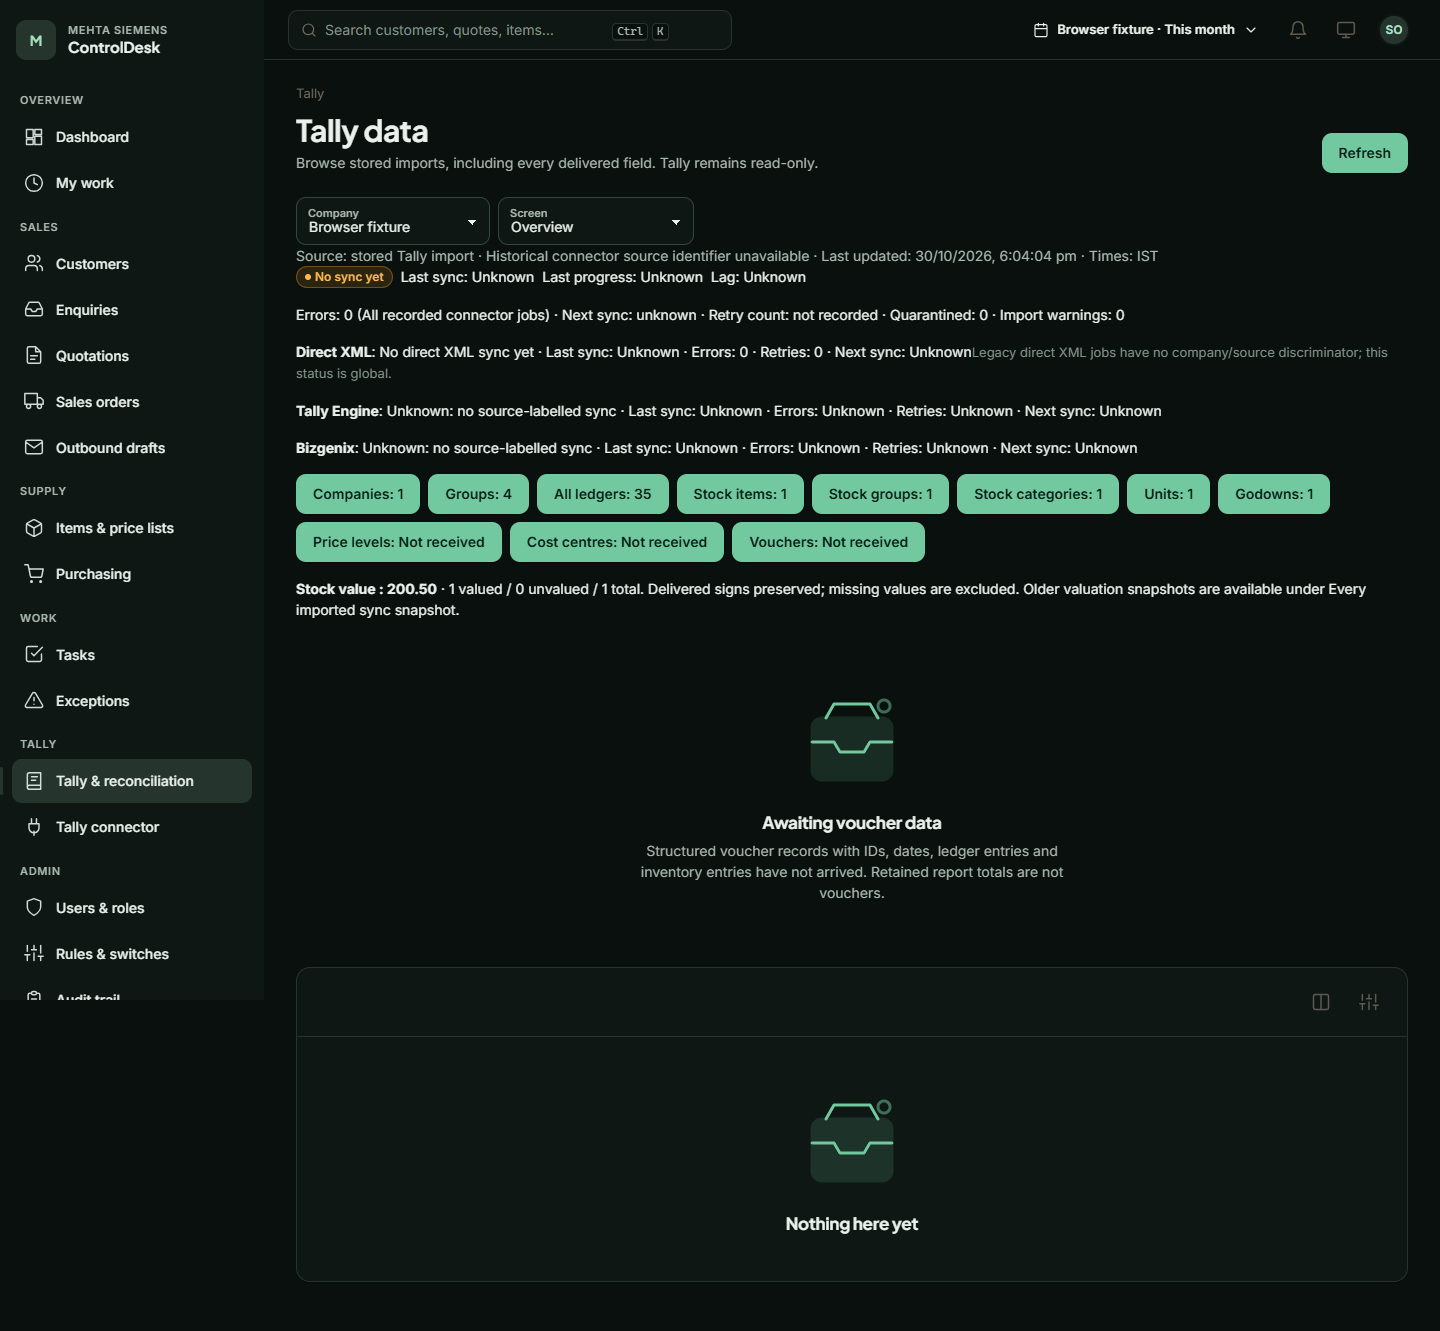 M
MEHTA SIEMENS
ControlDesk
Search customers, quotes, items...
Ctrl K
Browser fixture · This month
SO
OVERVIEW
Dashboard
My work
SALES
Customers
Enquiries
Quotations
Sales orders
Outbound drafts
SUPPLY
Items & price lists
Purchasing
WORK
Tasks
Exceptions
TALLY
Tally & reconciliation
Tally connector
ADMIN
Users & roles
Rules & switches
Audit trail
Tally
Tally data
Browse stored imports, including every delivered field. Tally remains read-only.
Refresh
Company
Browser fixture
Screen
Overview
Source: stored Tally import · Historical connector source identifier unavailable · Last updated: 30/10/2026, 6:04:04 pm · Times: IST
No sync yet Last sync: Unknown Last progress: Unknown Lag: Unknown
Errors: 0 (All recorded connector jobs) · Next sync: unknown · Retry count: not recorded · Quarantined: 0 · Import warnings: 0
Direct XML: No direct XML sync yet · Last sync: Unknown · Errors: 0 · Retries: 0 · Next sync: UnknownLegacy direct XML jobs have no company/source discriminator; this
status is global.
Tally Engine: Unknown: no source-labelled sync · Last sync: Unknown · Errors: Unknown · Retries: Unknown · Next sync: Unknown
Bizgenix: Unknown: no source-labelled sync · Last sync: Unknown · Errors: Unknown · Retries: Unknown · Next sync: Unknown
Companies: 1 Groups: 4 All ledgers: 35 Stock items: 1 Stock groups: 1 Stock categories: 1 Units: 1 Godowns: 1
Price levels: Not received Cost centres: Not received Vouchers: Not received
Stock value : 200.50 · 1 valued / 0 unvalued / 1 total. Delivered signs preserved; missing values are excluded. Older valuation snapshots are available under Every
imported sync snapshot.
Awaiting voucher data
Structured voucher records with IDs, dates, ledger entries and
inventory entries have not arrived. Retained report totals are not
vouchers.
Nothing here yet